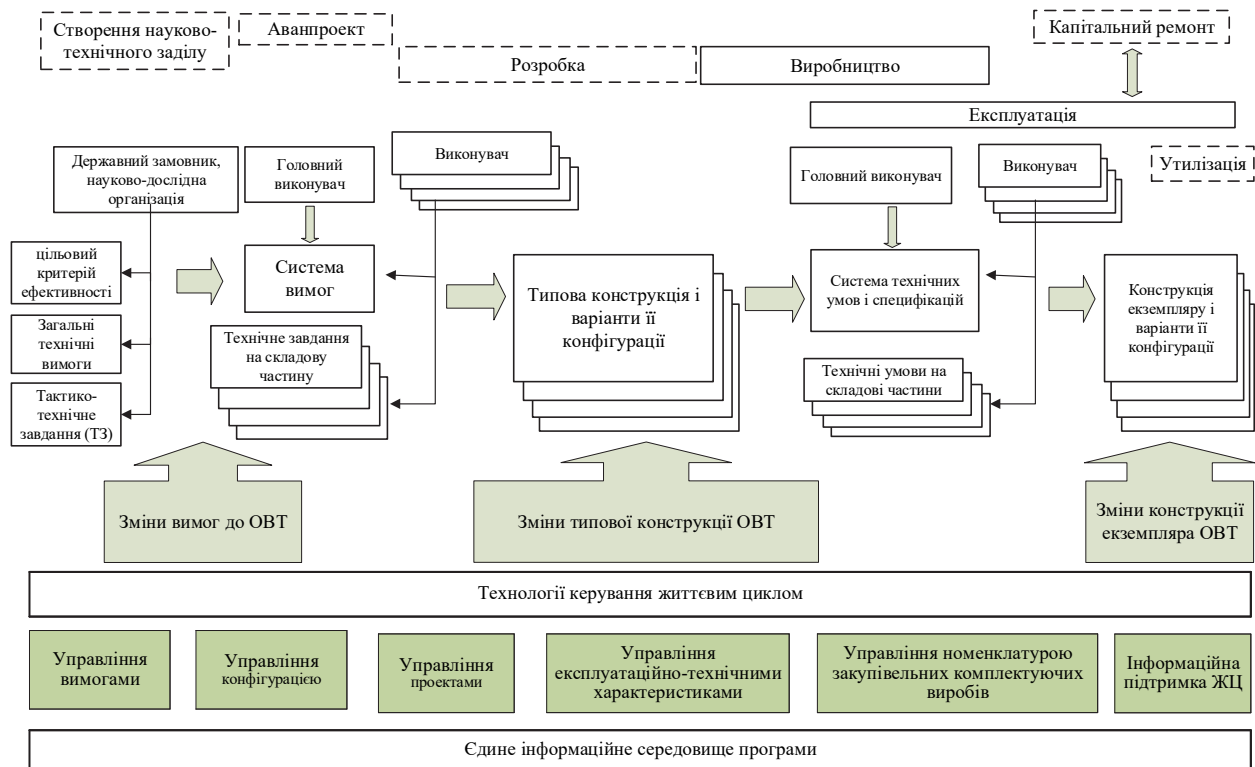 Створення науково-
технічного заділу
Аванпроект
Розробка
Виробництво
Капітальний ремонт
Експлуатація
Утилізація
Державний замовник,
науково-дослідна
організація
Головний
виконувач
Виконувач
Головний виконувач
Виконувач
цільовий
критерій
ефективності
Загальні
технічні
вимоги
Тактико-
технічне
завдання (ТЗ)
Система
вимог
Технічне завдання
на складову
частину
Типова конструкція і
варіанти її
конфігурації
Система технічних
умов і специфікацій
Технічні умови на
складові частини
Конструкція
екземпляру і
варіанти її
конфігурації
Зміни вимог до ОВТ
Зміни типової конструкції ОВТ
Зміни конструкції
екземпляра ОВТ
Технології керування життєвим циклом
Управління
вимогами
Управління
конфігурацією
Управління
проектами
Управління
експлуатаційно-технічними
характеристиками
Управління номенклатурою
закупівельних комплектуючих
виробів
Інформаційна
підтримка ЖЦ
Єдине інформаційне середовище програми